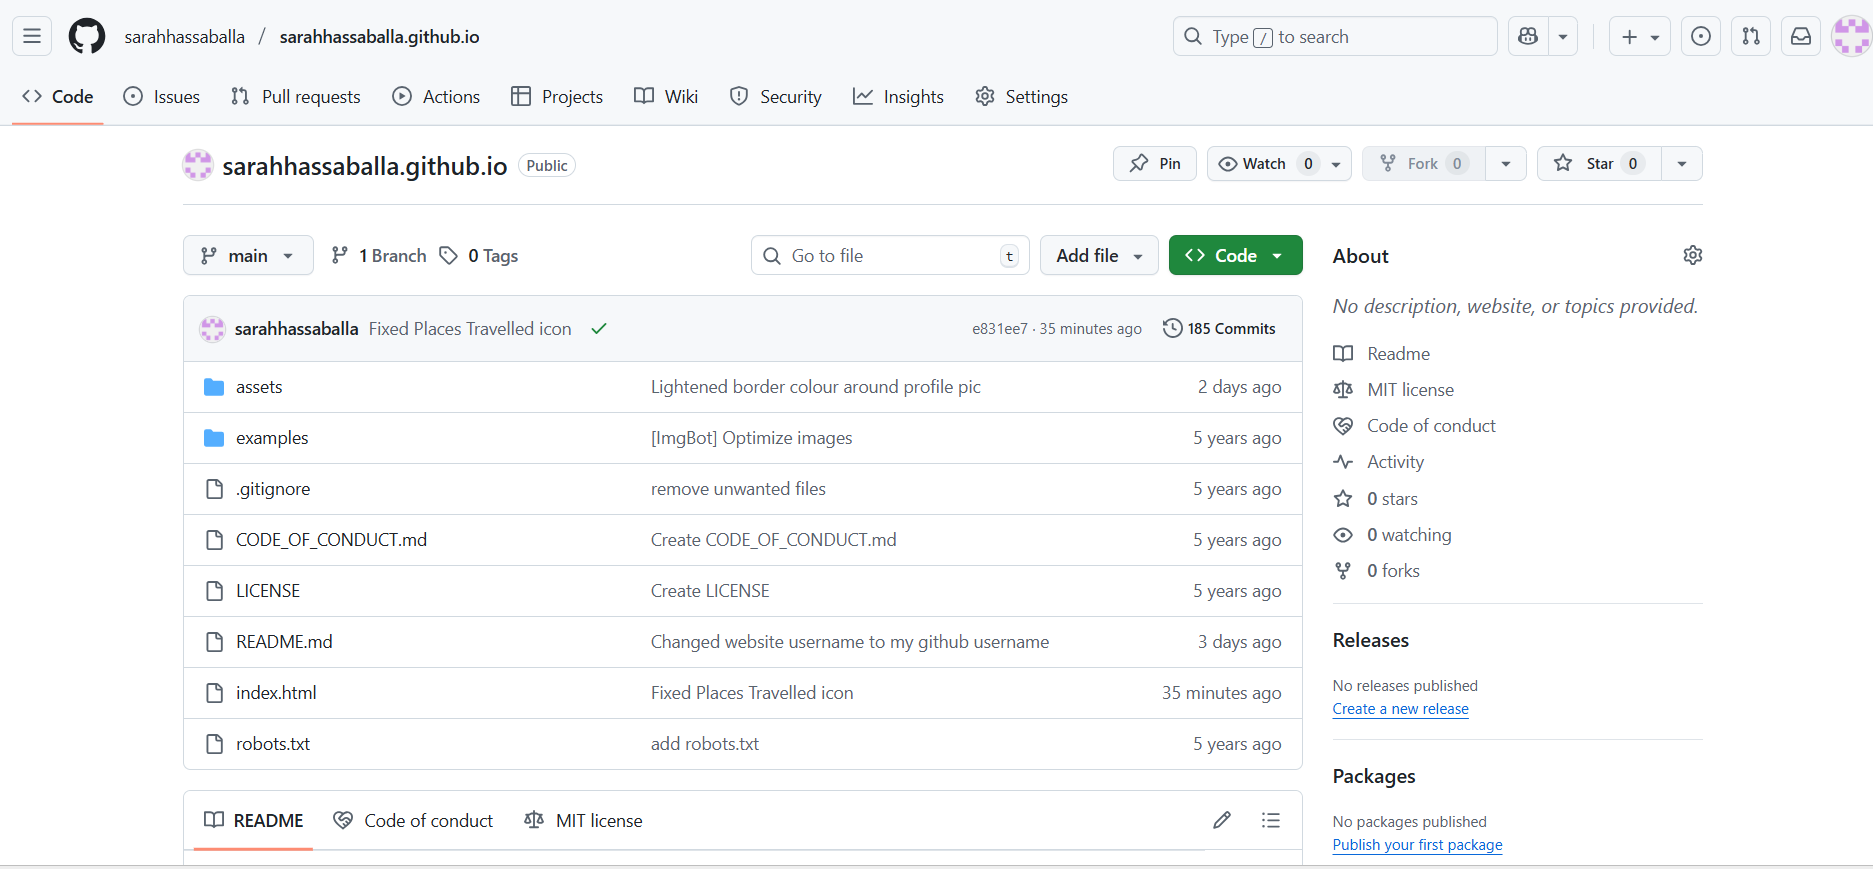 sarahhassaballa / sarahhassaballa.github.io Type / to search
Code Issues Pull requests Actions Projects Wiki Security Insights Settings
sarahhassaballa.github.io Public Pin Watch 0 Fork 0 Star 0
main 1 Branch 0 Tags Go to file t Add file Code
sarahhassaballa Fixed Places Travelled icon e831ee7 · 35 minutes ago 185 Commits
assets Lightened border colour around profile pic 2 days ago
examples [ImgBot] Optimize images 5 years ago
.gitignore remove unwanted files 5 years ago
CODE_OF_CONDUCT.md Create CODE_OF_CONDUCT.md 5 years ago
LICENSE Create LICENSE 5 years ago
README.md Changed website username to my github username 3 days ago
index.html Fixed Places Travelled icon 35 minutes ago
robots.txt add robots.txt 5 years ago
README Code of conduct MIT license
About
No description, website, or topics provided.
Readme
MIT license
Code of conduct
Activity
0 stars
0 watching
0 forks
Releases
No releases published
Create a new release
Packages
No packages published
Publish your first package